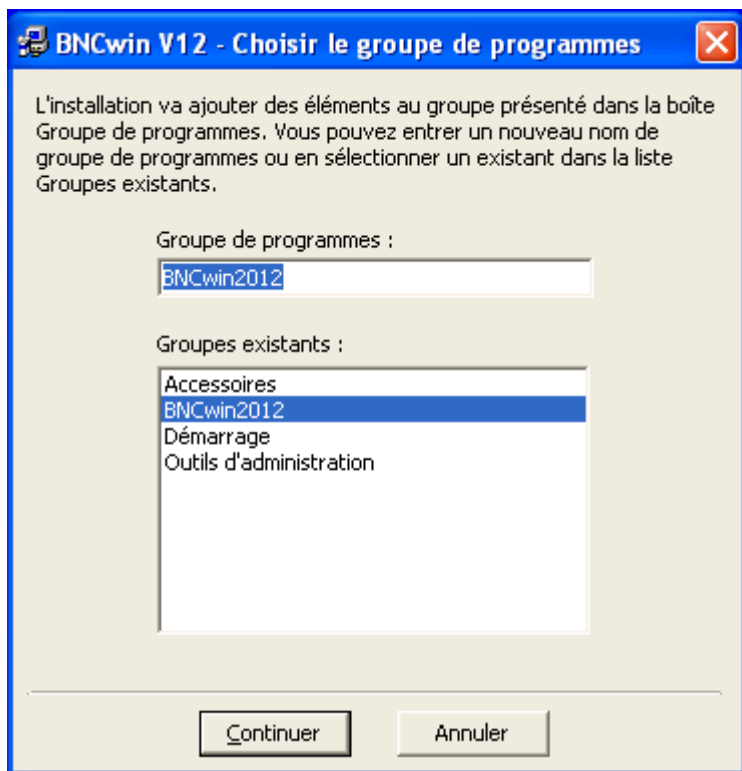 BNCwin V12 - Choisir le groupe de programmes
L'installation va ajouter des éléments au groupe présenté dans la boîte
Groupe de programmes. Vous pouvez entrer un nouveau nom de
groupe de programmes ou en sélectionner un existant dans la liste
Groupes existants.
Groupe de programmes :
BNCwin2012
Groupes existants :
Accessoires
BNCwin2012
Démarrage
Outils d'administration
Continuer
Annuler